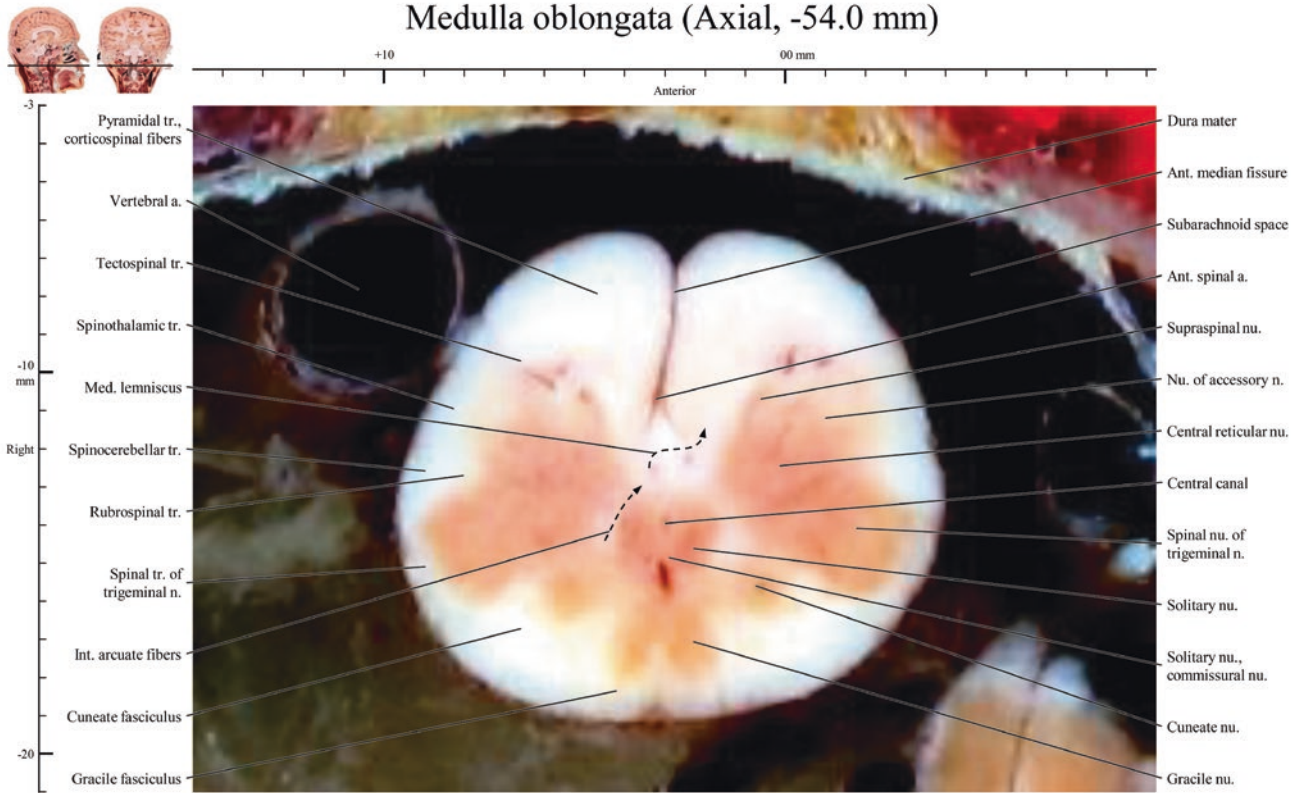 Medulla oblongata (Axial, -54.0 mm)
+10
00 mm
Anterior
-3
-10
mm
Right
-20
Pyramidal tr.,
corticospinal fibers
Vertebral a.
Tectospinal tr.
Spinothalamic tr.
Med. lemniscus
Spinocerebellar tr.
Rubrospinal tr.
Spinal tr. of
trigeminal n.
Int. arcuate fibers
Cuneate fasciculus
Gracile fasciculus
Dura mater
Ant. median fissure
Subarachnoid space
Ant. spinal a.
Supraspinal nu.
Nu. of accessory n.
Central reticular nu.
Central canal
Spinal nu. of
trigeminal n.
Solitary nu.
Solitary nu.,
commissural nu.
Cuneate nu.
Gracile nu.